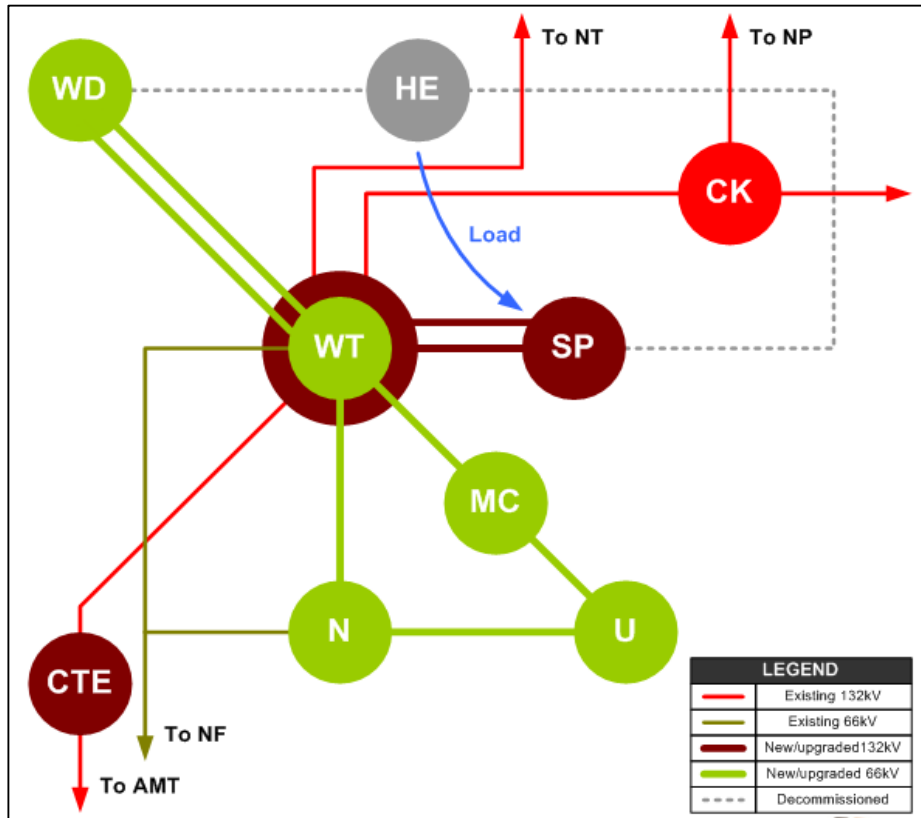 To NT
To NP
WD
HE
CK
Load
WT
SP
MC
N
U
CTE
To NF
To AMT
LEGEND
Existing 132kV
Existing 66kV
New/upgraded132kV
New/upgraded 66kV
Decommissioned